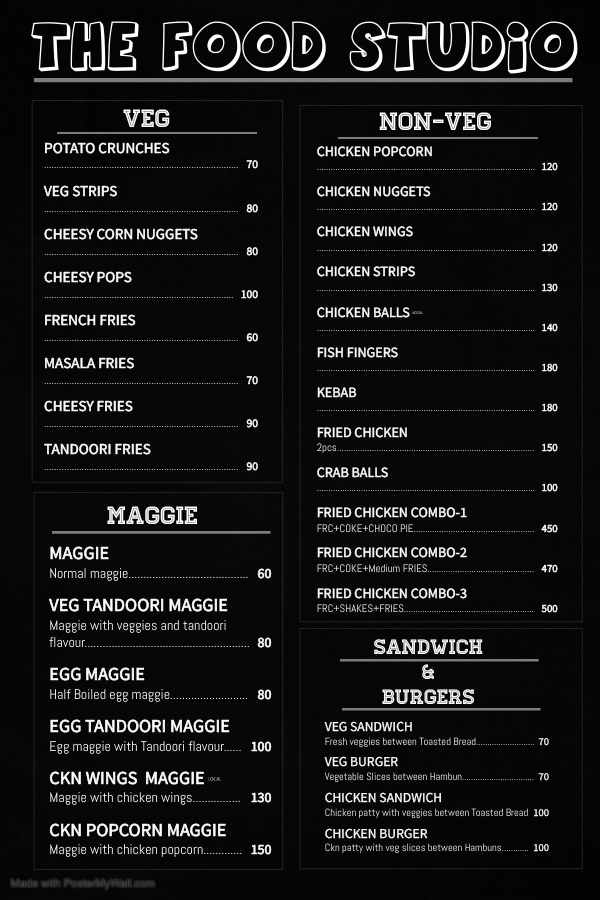 THE FOOD STUDiO
VEG
POTATO CRUNCHES
70
VEG STRIPS
80
CHEESY CORN NUGGETS
80
CHEESY POPS
100
FRENCH FRIES
60
MASALA FRIES
70
CHEESY FRIES
90
TANDOORI FRIES
90
MAGGIE
MAGGIE
Normal maggie 60
VEG TANDOORI MAGGIE
Maggie with veggies and tandoori
flavour 80
EGG MAGGIE
Half Boiled egg maggie 80
EGG TANDOORI MAGGIE
Egg maggie with Tandoori flavour 100
CKN WINGS MAGGIE LOCAL
Maggie with chicken wings 130
CKN POPCORN MAGGIE
Maggie with chicken popcorn 150
NON-VEG
CHICKEN POPCORN
120
CHICKEN NUGGETS
120
CHICKEN WINGS
120
CHICKEN STRIPS
130
CHICKEN BALLS LOCAL
140
FISH FINGERS
180
KEBAB
180
FRIED CHICKEN
2pcs 150
CRAB BALLS
100
FRIED CHICKEN COMBO-1
FRC+COKE+CHOCO PIE 450
FRIED CHICKEN COMBO-2
FRC+COKE+Medium FRIES 470
FRIED CHICKEN COMBO-3
FRC+SHAKES+FRIES 500
SANDWICH
&
BURGERS
VEG SANDWICH
Fresh veggies between Toasted Bread 70
VEG BURGER
Vegetable Slices between Hambun 70
CHICKEN SANDWICH
Chicken patty with veggies between Toasted Bread 100
CHICKEN BURGER
Ckn patty with veg slices between Hambuns 100
Made with PosterMyWall.com